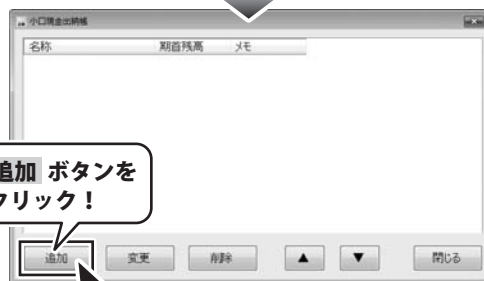 小口現金出納帳
名称 期首残高 メモ
追加 ボタンを
クリック！
追加 変更 削除 ▲ ▼ 閉じる